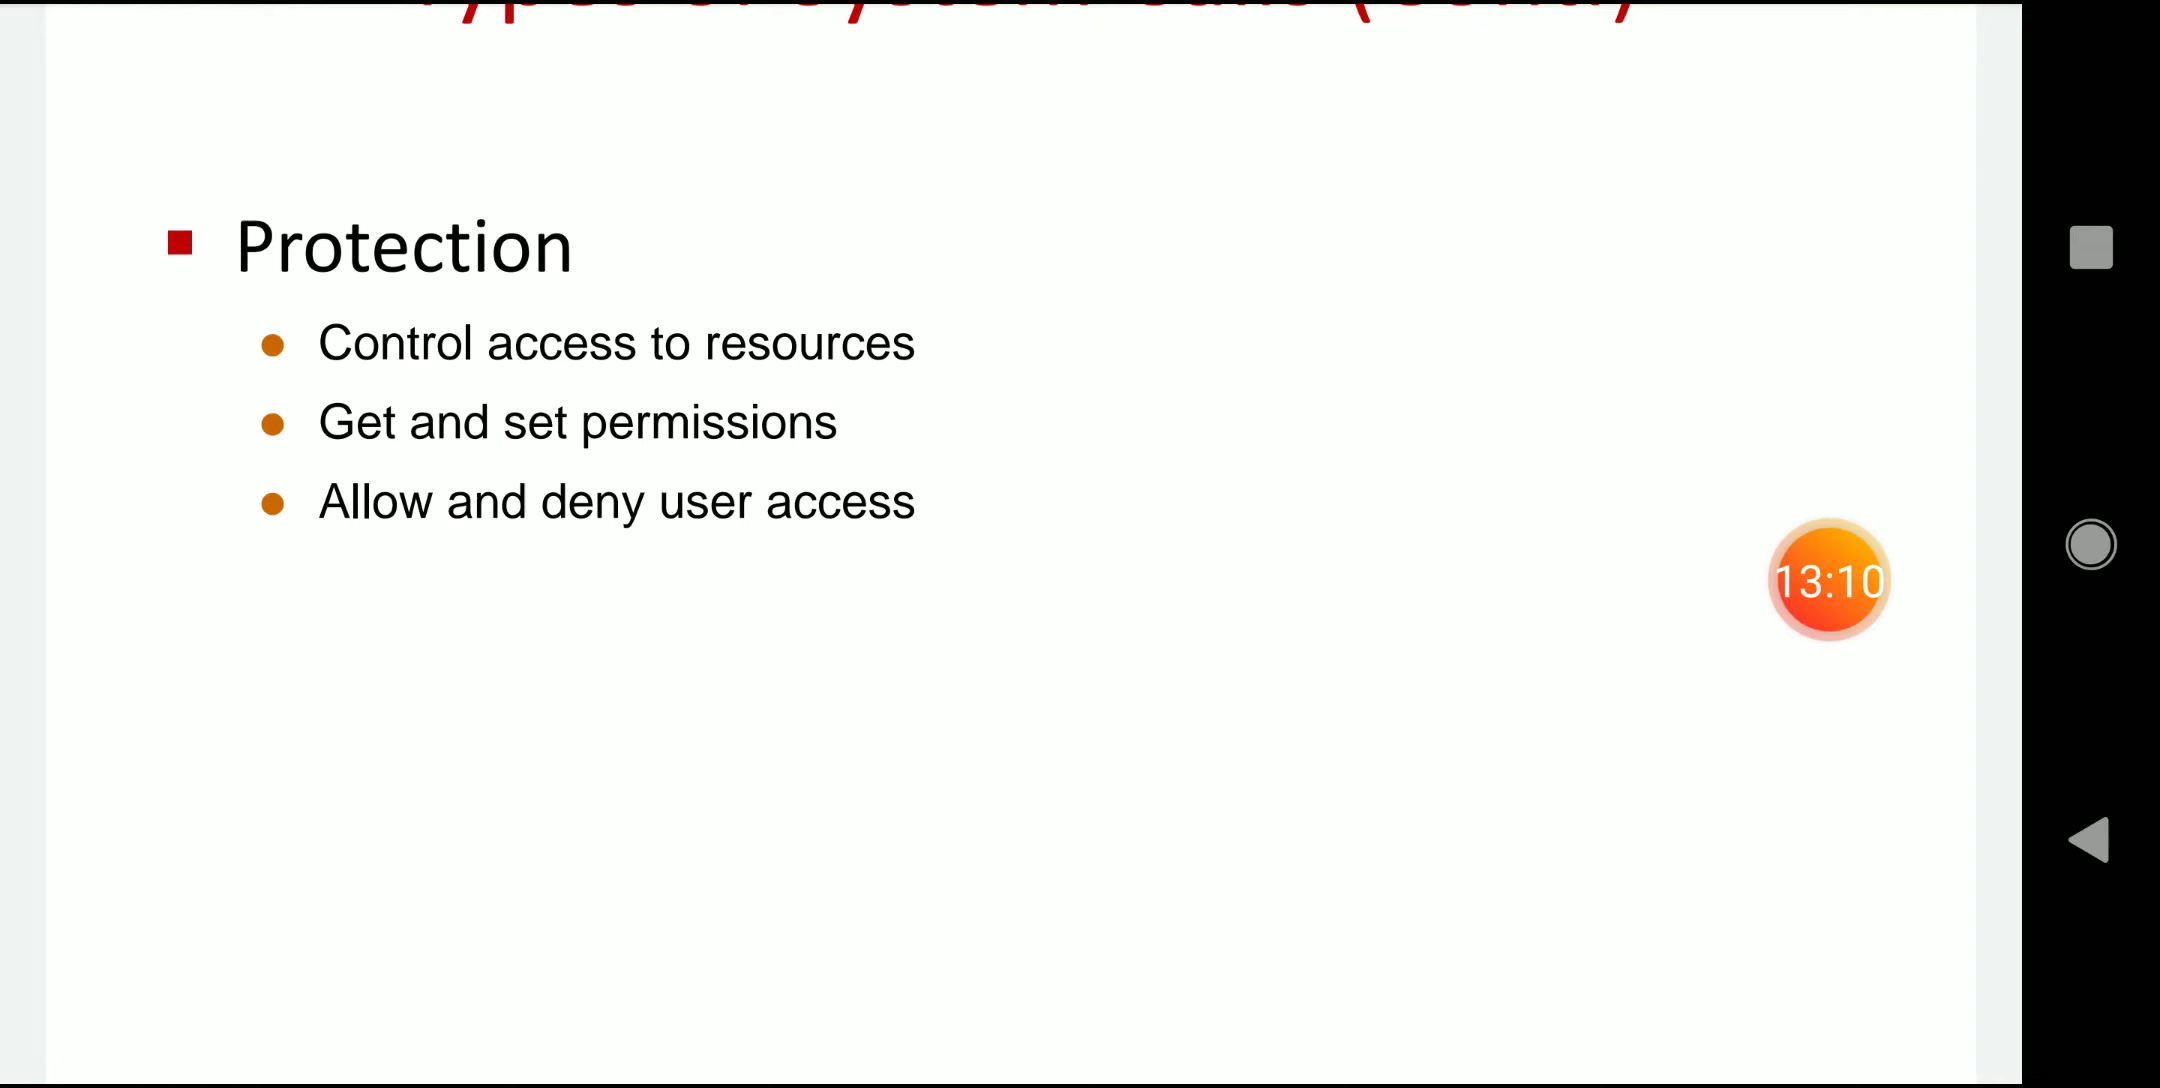 Protection
Control access to resources
Get and set permissions
Allow and deny user access
13:10